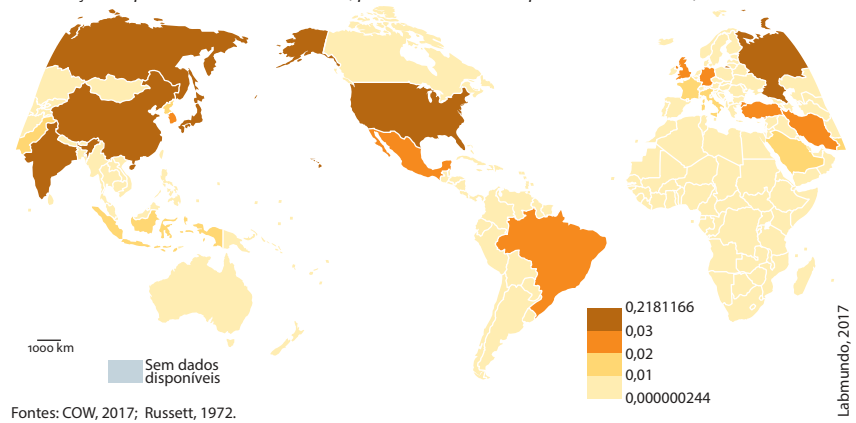 0,2181166
0,03
0,02
0,01
0,000000244
1000 km
Sem dados
disponíveis
Labmundo, 2017
Fontes: COW, 2017; Russett, 1972.